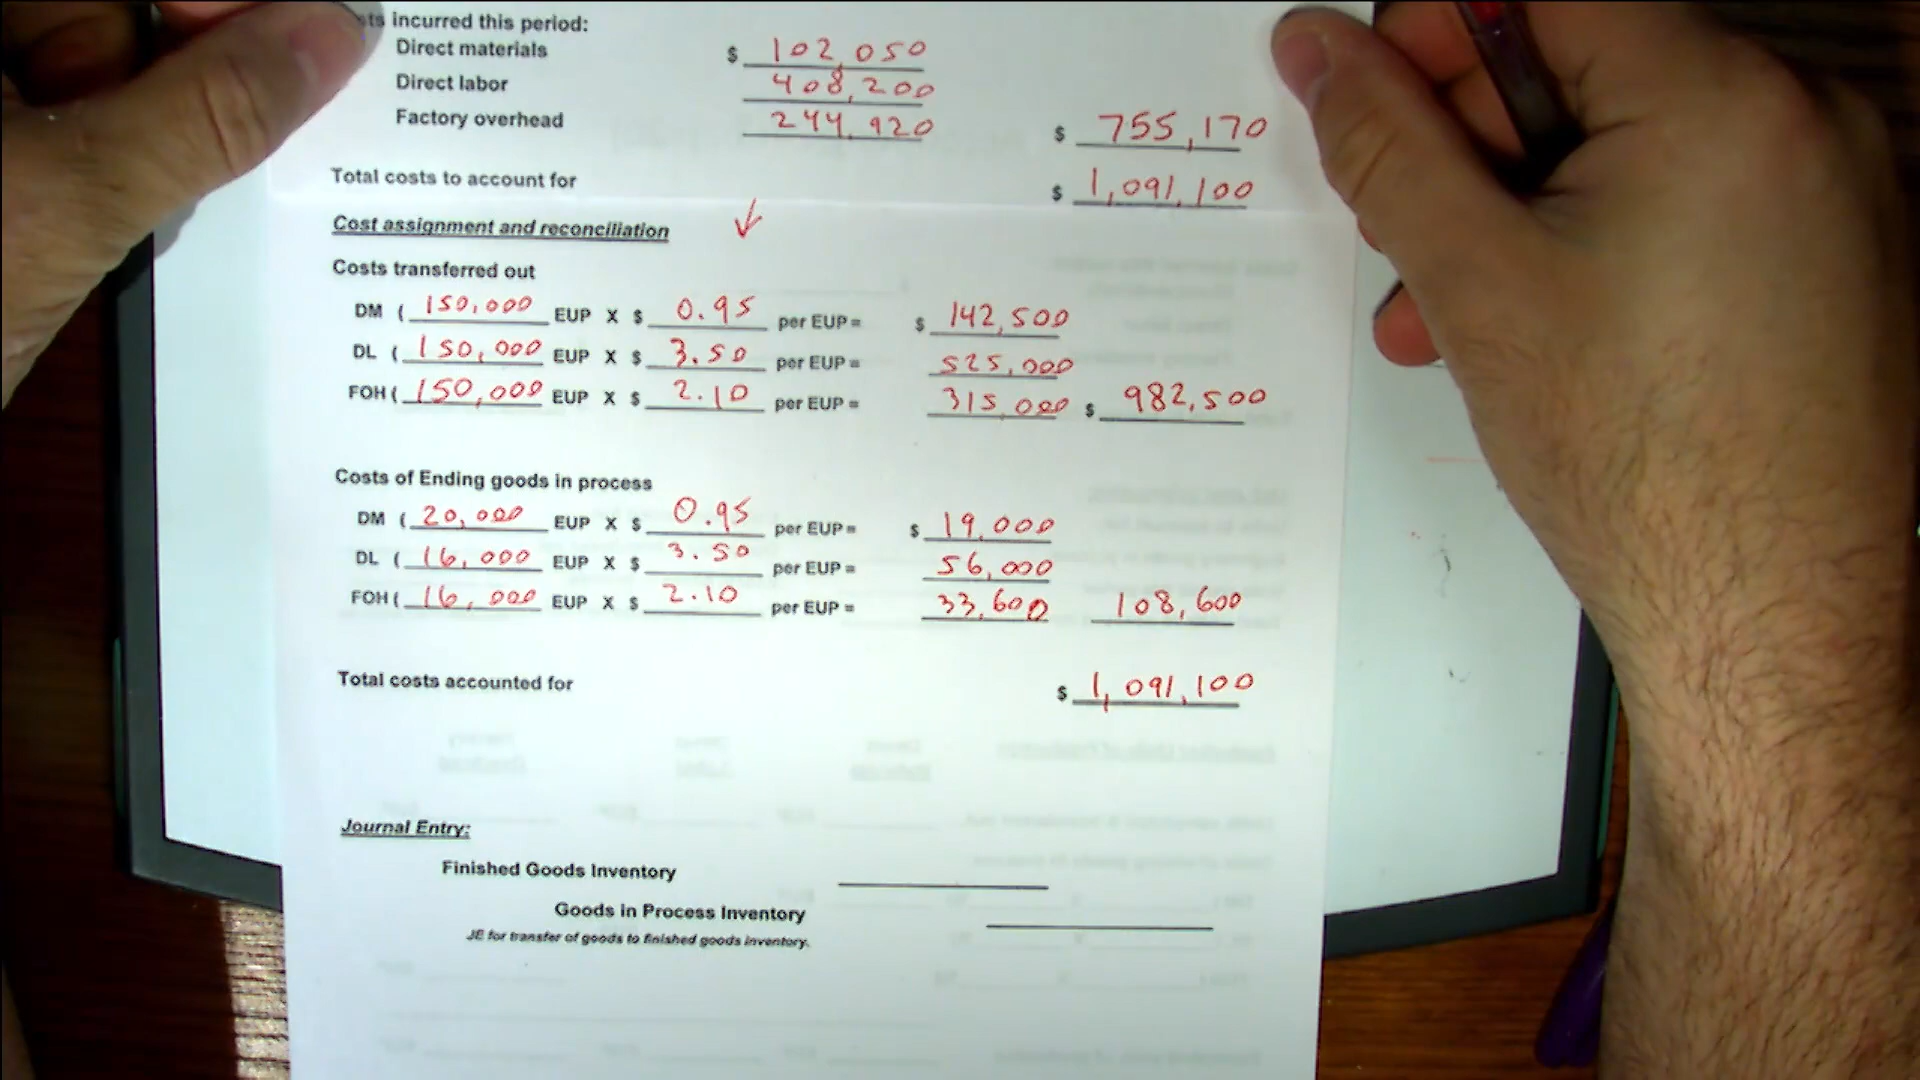 ts incurred this period:
Direct materials $ 102,050
Direct labor 408,200
Factory overhead 244,920 $ 755,170
Total costs to account for $ 1,091,100
Cost assignment and reconciliation
Costs transferred out
DM ( 150,000 EUP X $ 0.95 per EUP = $ 142,500
DL ( 150,000 EUP X $ 3.50 per EUP = 525,000
FOH ( 150,000 EUP X $ 2.10 per EUP = 315,000 $ 982,500
Costs of Ending goods in process
DM ( 20,000 EUP X $ 0.95 per EUP = $ 19,000
DL ( 16,000 EUP X $ 3.50 per EUP = 56,000
FOH ( 16,000 EUP X $ 2.10 per EUP = 33,600 108,600
Total costs accounted for $ 1,091,100
Journal Entry:
Finished Goods Inventory
Goods in Process Inventory
JE for transfer of goods to finished goods inventory.